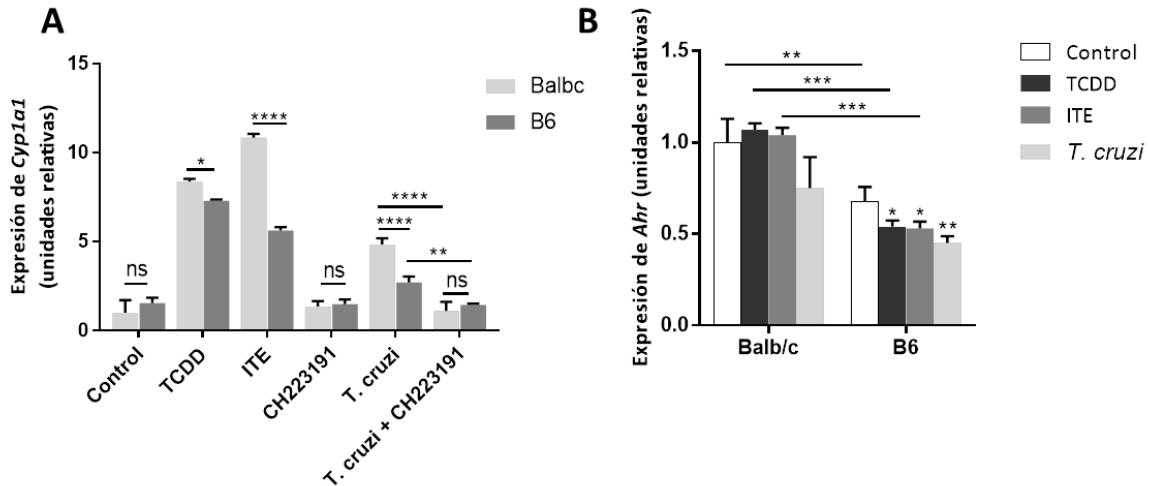 A
Expresión de Cyp1a1
(unidades relativas)
15
10
5
0
ns
*
****
ns
****
****
**
ns
Control
TCDD
ITE
CH223191
T. cruzi
T. cruzi + CH223191
Balbc
B6
B
Expresión de Ahr (unidades relativas)
1.5
1.0
0.5
0.0
**
***
***
*
*
**
Balb/c
B6
Control
TCDD
ITE
T. cruzi